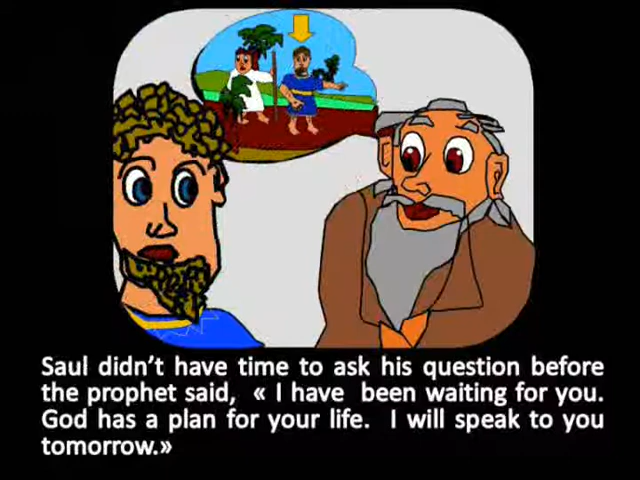 Saul didn't have time to ask his question before
the prophet said, « I have been waiting for you.
God has a plan for your life. I will speak to you
tomorrow.»